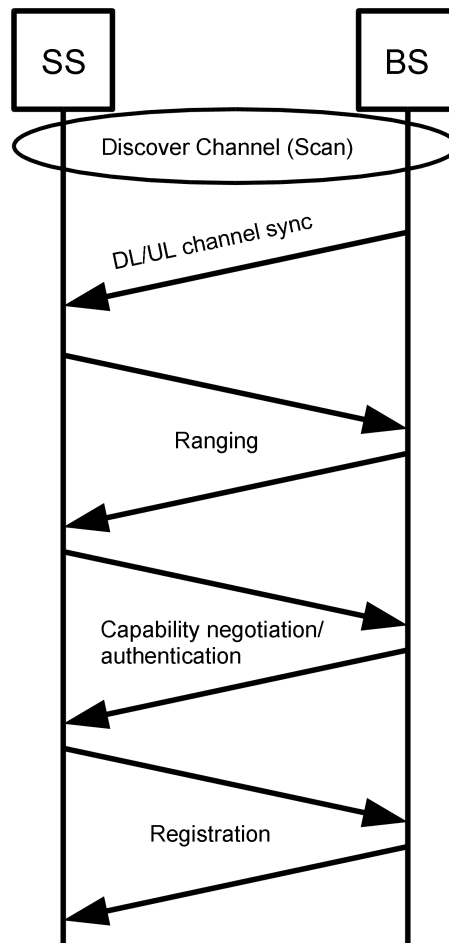 SS
BS
Discover Channel (Scan)
DL/UL channel sync
Ranging
Capability negotiation/
authentication
Registration